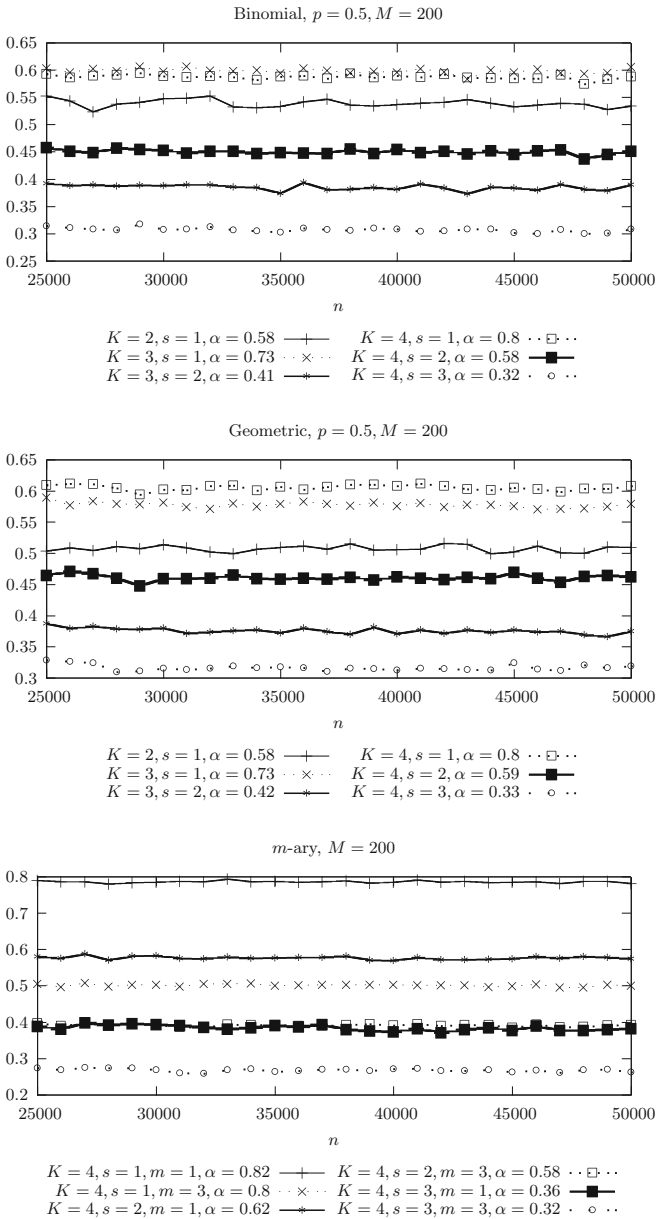 Binomial, p = 0.5, M = 200
0.65
0.6
0.55
0.5
0.45
0.4
0.35
0.3
0.25
25000 30000 35000 40000 45000 50000
n
K = 2, s = 1, α = 0.58
K = 3, s = 1, α = 0.73
K = 3, s = 2, α = 0.41
K = 4, s = 1, α = 0.8
K = 4, s = 2, α = 0.58
K = 4, s = 3, α = 0.32
Geometric, p = 0.5, M = 200
0.65
0.6
0.55
0.5
0.45
0.4
0.35
0.3
25000 30000 35000 40000 45000 50000
n
K = 2, s = 1, α = 0.58
K = 3, s = 1, α = 0.73
K = 3, s = 2, α = 0.42
K = 4, s = 1, α = 0.8
K = 4, s = 2, α = 0.59
K = 4, s = 3, α = 0.33
m-ary, M = 200
0.8
0.7
0.6
0.5
0.4
0.3
0.2
25000 30000 35000 40000 45000 50000
n
K = 4, s = 1, m = 1, α = 0.82
K = 4, s = 1, m = 3, α = 0.8
K = 4, s = 2, m = 1, α = 0.62
K = 4, s = 2, m = 3, α = 0.58
K = 4, s = 3, m = 1, α = 0.36
K = 4, s = 3, m = 3, α = 0.32